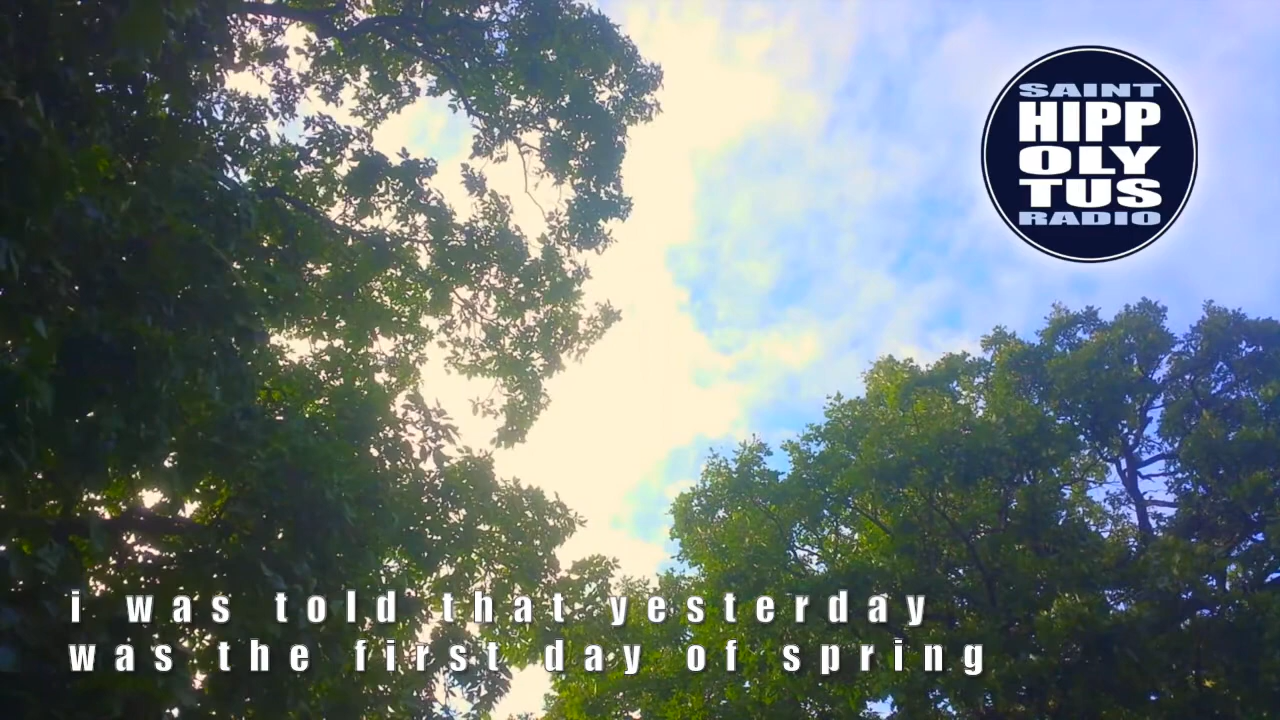 SAINT
HIPP
OLY
TUS
RADIO
i was told that yesterday
was the first day of spring